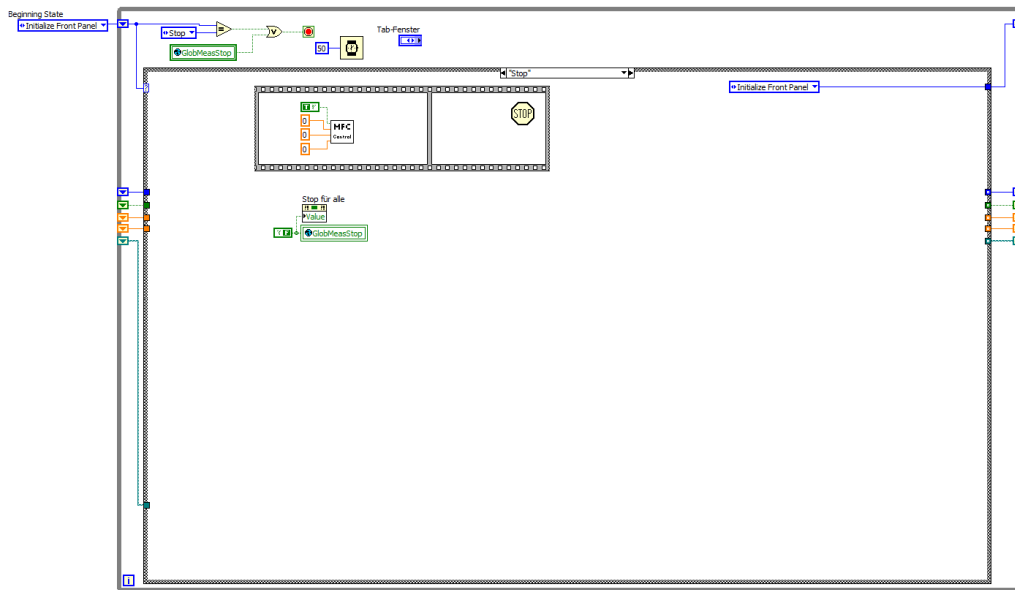 Beginning State
Initialize Front Panel
Stop
=
V
GlobMeasStop
50
Tab-Fenster
"Stop"
Initialize Front Panel
T F
0
0
0
MFC
Control
STOP
Stop für alle
Value
T F
GlobMeasStop
i